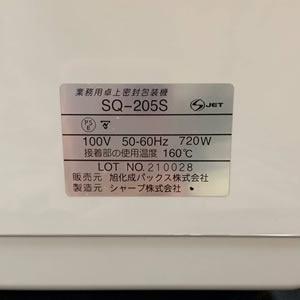 業務用卓上密封包装機
SQ-205S
PS
E
JET
100V 50-60Hz 720W
接着部の使用温度 160℃
LOT NO. 210028
販売元 旭化成パックス株式会社
製造元 シャープ株式会社